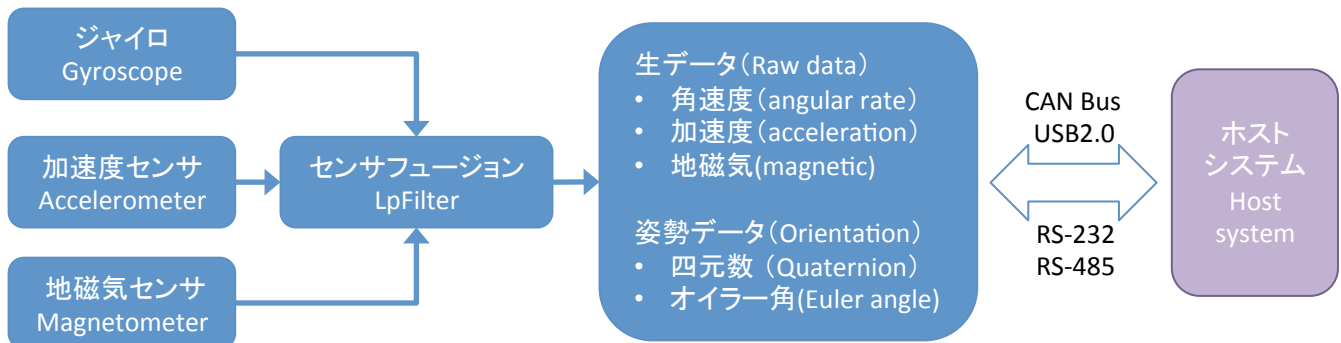 ジャイロ
Gyroscope
加速度センサ
Accelerometer
地磁気センサ
Magnetometer
センサフュージョン
LpFilter
生データ（Raw data）
• 角速度（angular rate）
• 加速度（acceleration）
• 地磁気(magnetic)
姿勢データ（Orientation）
• 四元数（Quaternion）
• オイラー角(Euler angle)
CAN Bus
USB2.0
RS-232
RS-485
ホスト
システム
Host
system